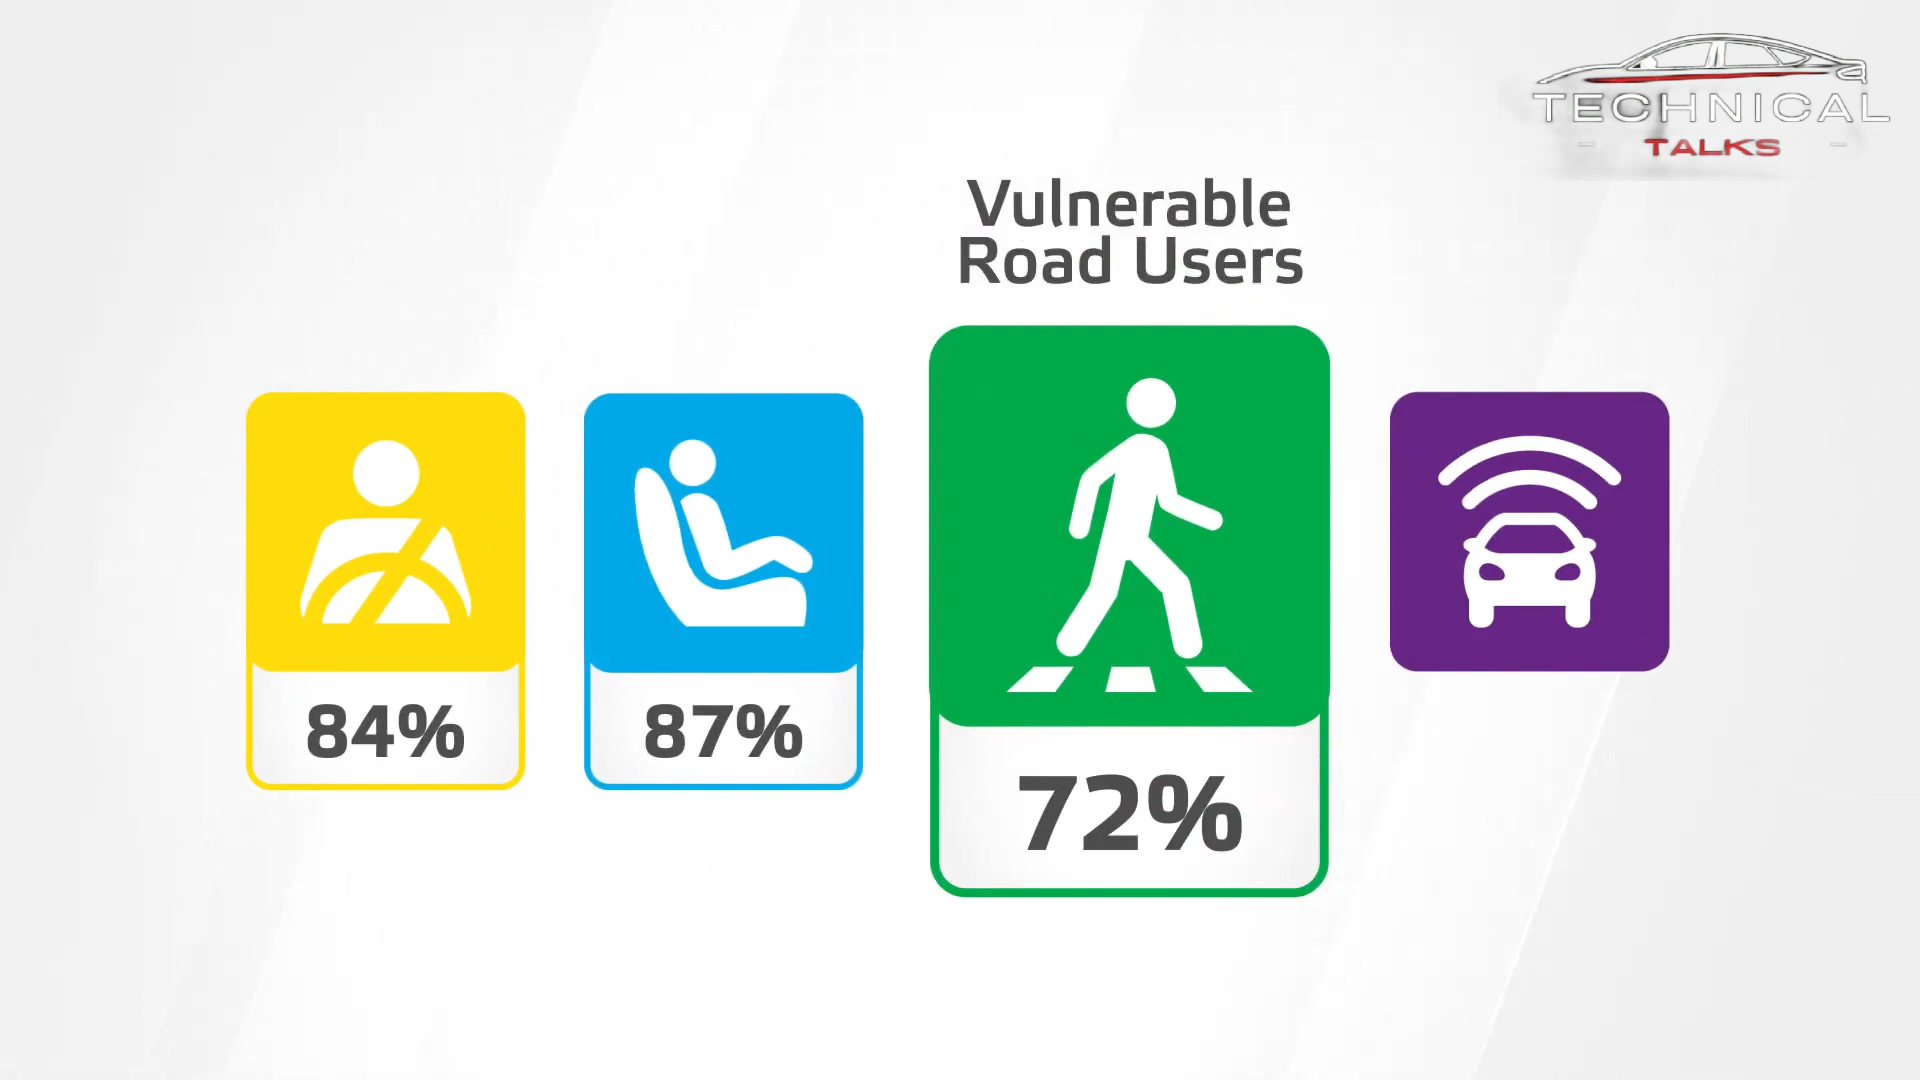 TECHNICAL
TALKS
Vulnerable
Road Users
84%
87%
72%